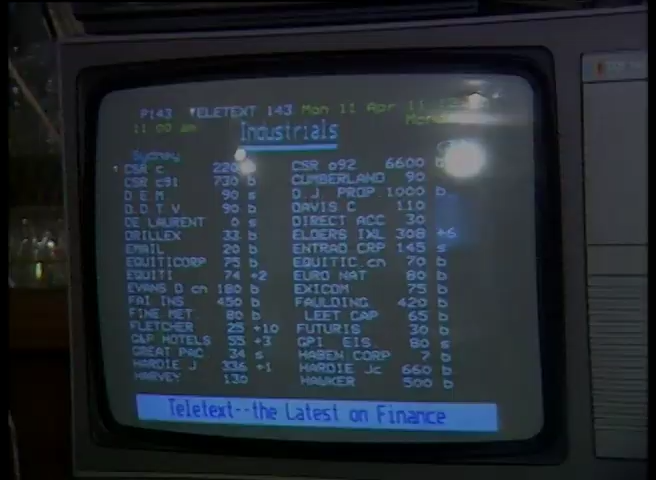 P143 TELETEXT 143 Mon 11 Apr 11
11 00 am
Industrials
Sydney
CSR c 220 CSR o92 6600 b
CSR c91 730 b CUMBERLAND 90
D E M 90 s D.J. PROP 1000 b
D.D.T V 90 b DAVIS C 110
DE LAURENT 0 s DIRECT ACC 30
DRILLEX 33 b ELDERS IXL 308 +6
EMAIL 20 b ENTRAD CRP 145 s
EQUITICORP 75 b EQUITIC cn 70 b
EQUITI 74 +2 EURO NAT 80 b
EVANS D cn 180 b EXICOM 75 b
FAI INS 450 b FAULDING 420 b
FINE MET 80 b LEET CAP 65 b
FLETCHER 25 +10 FUTURIS 30 b
G&P HOTELS 55 +3 GPI EIS 80 s
GREAT PAC 34 s HABEN CORP 7 b
HARDIE J 336 +1 HARDIE Jc 660 b
HARVEY 130 HAWKER 500 b
Teletext--the Latest on Finance